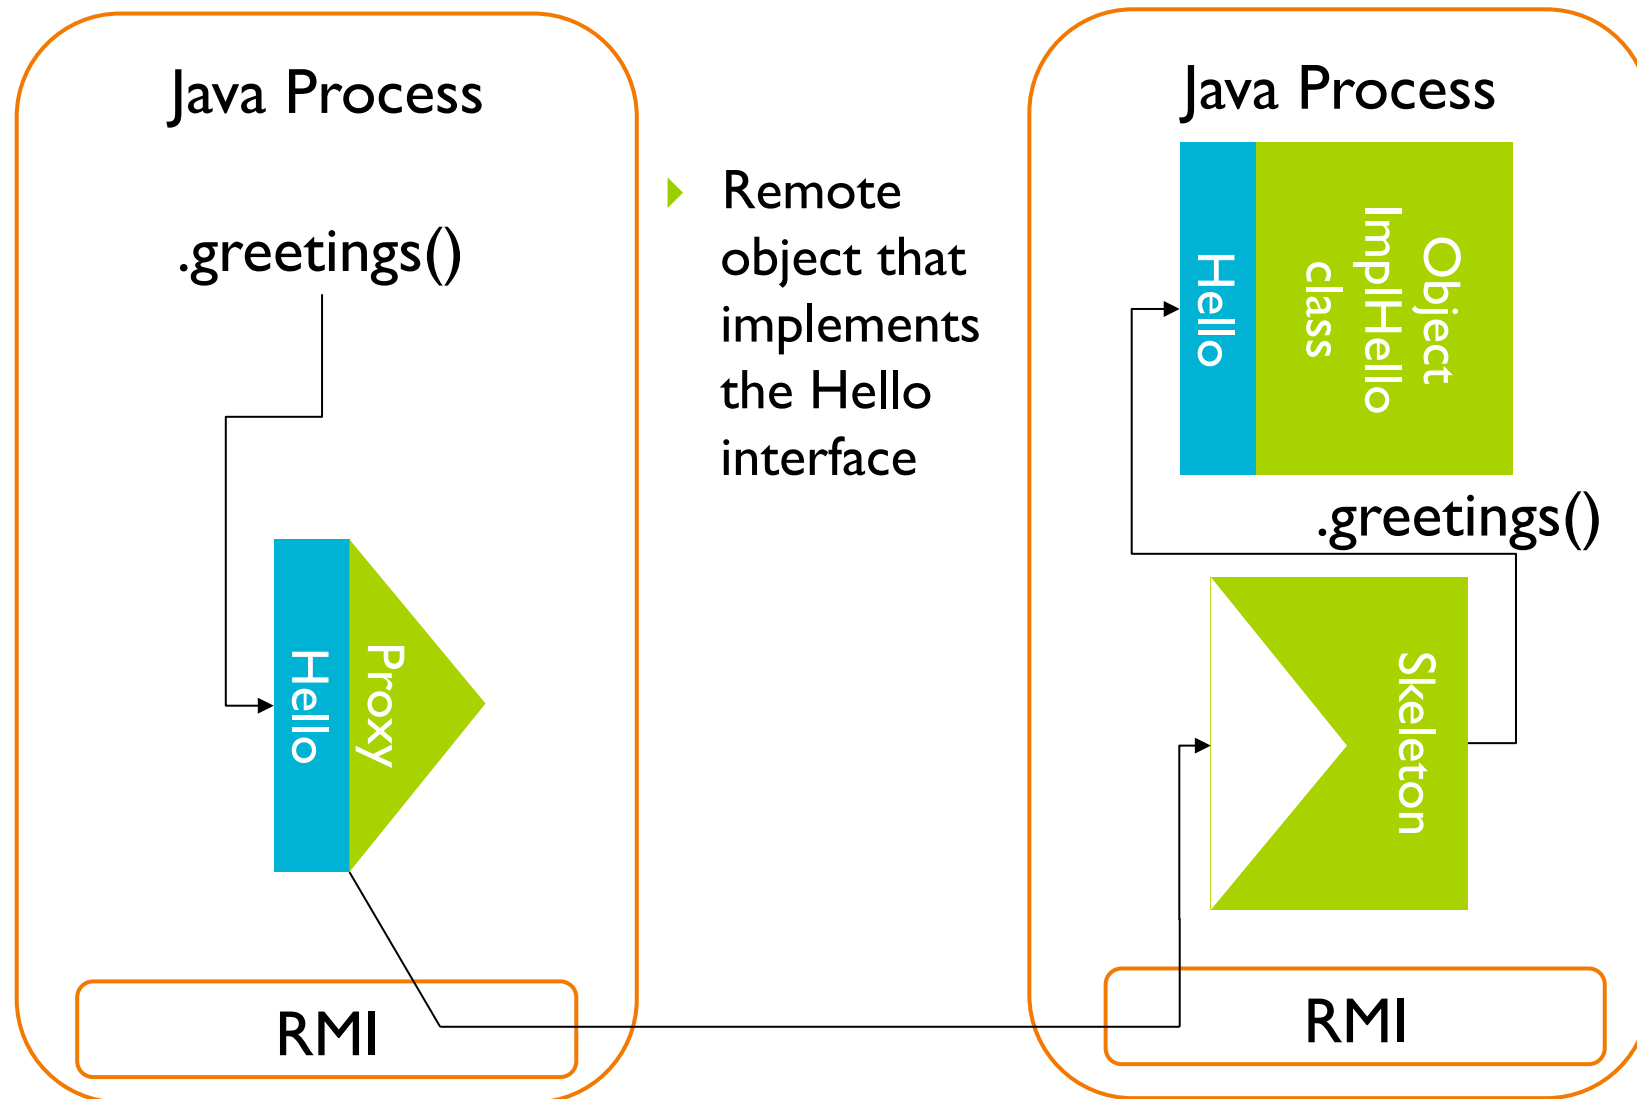 Java Process
.greetings()
Hello
Proxy
RMI
Remote
object that
implements
the Hello
interface
Java Process
Hello
Object
ImplHello
class
.greetings()
Skeleton
RMI